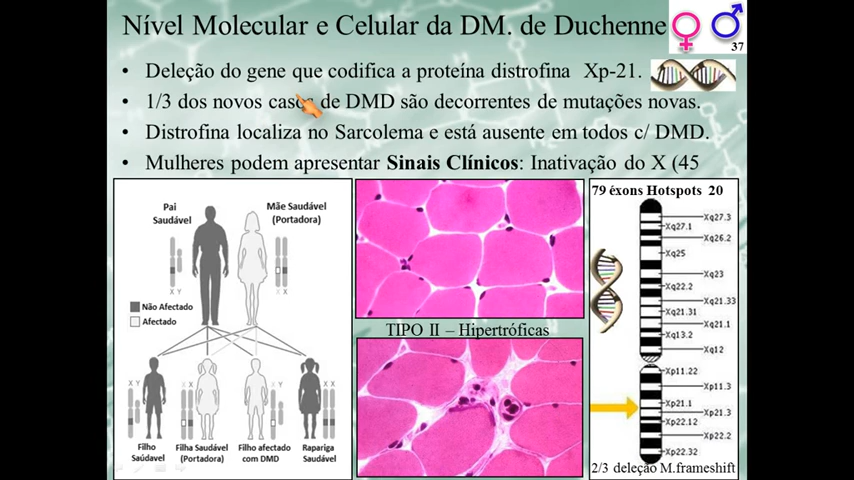 Nível Molecular e Celular da DM. de Duchenne
37
• Deleção do gene que codifica a proteína distrofina Xp-21.
• 1/3 dos novos casos de DMD são decorrentes de mutações novas.
• Distrofina localiza no Sarcolema e está ausente em todos c/ DMD.
• Mulheres podem apresentar Sinais Clínicos: Inativação do X (45
Pai
Saudável
Mãe Saudável
(Portadora)
X Y
X X
Não Afectado
Afectado
X Y
X X
X Y
X X
Filho
Saúdavel
Filha Saudável
(Portadora)
Filho afectado
com DMD
Rapariga
Saudável
TIPO II – Hipertróficas
79 éxons Hotspots 20
Xq27.3
Xq27.1
Xq26.2
Xq25
Xq23
Xq22.2
Xq21.33
Xq21.31
Xq21.1
Xq13.2
Xq12
Xp11.22
Xp11.3
Xp21.1
Xp21.3
Xp22.12
Xp22.2
Xp22.32
2/3 deleção M.frameshift